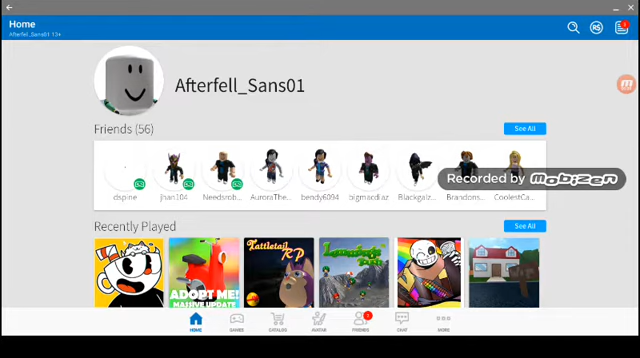 Home
Afterfell_Sans01 13+
R$
Afterfell_Sans01
Friends (56)
See All
dspine
jhan104
Needsrob...
AuroraThe...
bendy6094
bigmacdiaz
Blackgalz...
Brandons...
CoolestCa...
Recorded by mobizen
Recently Played
See All
ADOPT ME!
MASSIVE UPDATE
Tattletail RP
HOME
GAMES
CATALOG
AVATAR
FRIENDS
CHAT
MORE